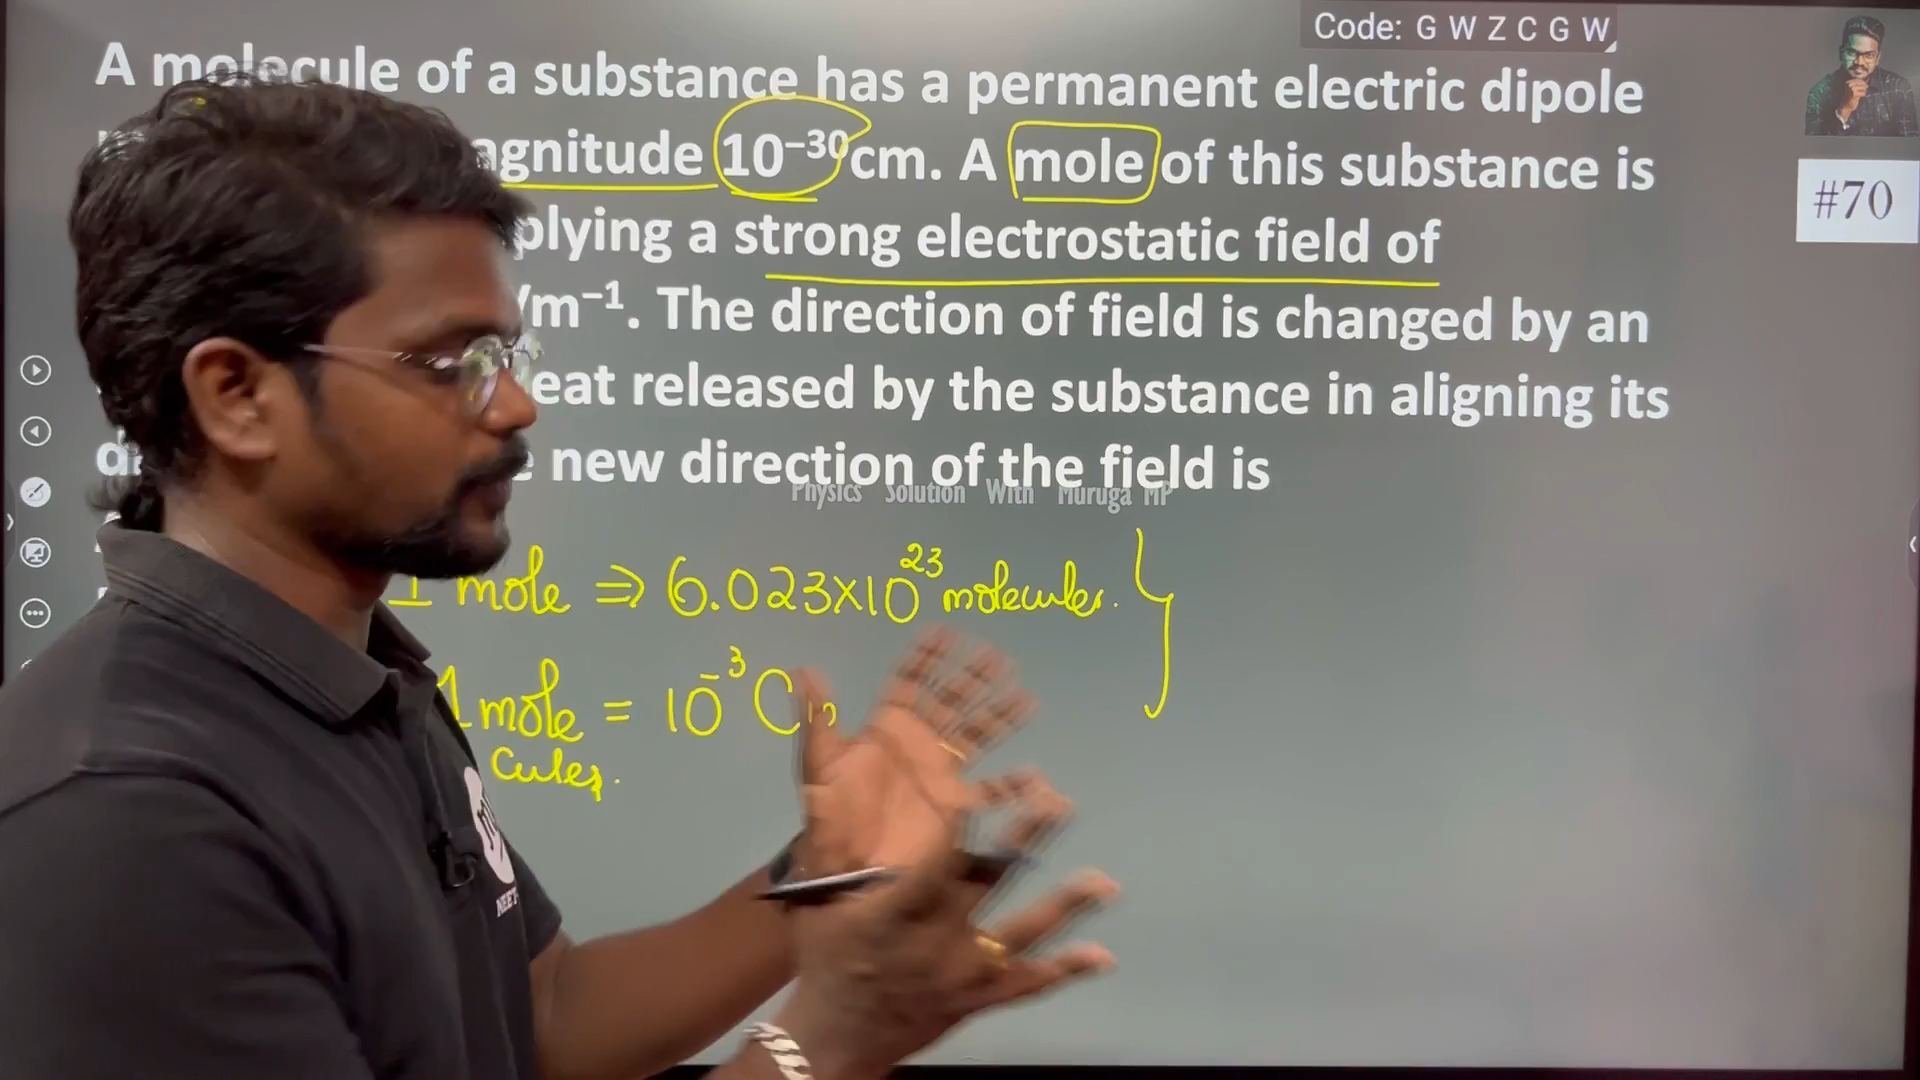 Code: G W Z C G W
A molecule of a substance has a permanent electric dipole
agnitude 10⁻³⁰ cm. A mole of this substance is
plying a strong electrostatic field of
/m⁻¹. The direction of field is changed by an
eat released by the substance in aligning its
new direction of the field is
#70
Physics Solution With Muruga MP
1 mole ⇒ 6.023×10²³ molecules.
1 mole = 10⁻³ C
cules.
NEET